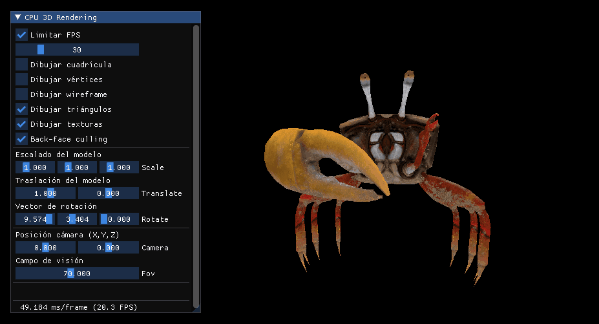 CPU 3D Rendering
Limitar FPS
30
Dibujar cuadrícula
Dibujar vértices
Dibujar wireframe
Dibujar triángulos
Dibujar texturas
Back-Face culling
Escalado del modelo
1.000 1.000 1.000 Scale
Traslación del modelo
0.000 Translate
Vector de rotación
9.574 3.404 0.000 Rotate
Posición cámara (X,Y,Z)
0.000 0.000 Camera
Campo de visión
70.000 Fov
49.184 ms/frame (20.3 FPS)